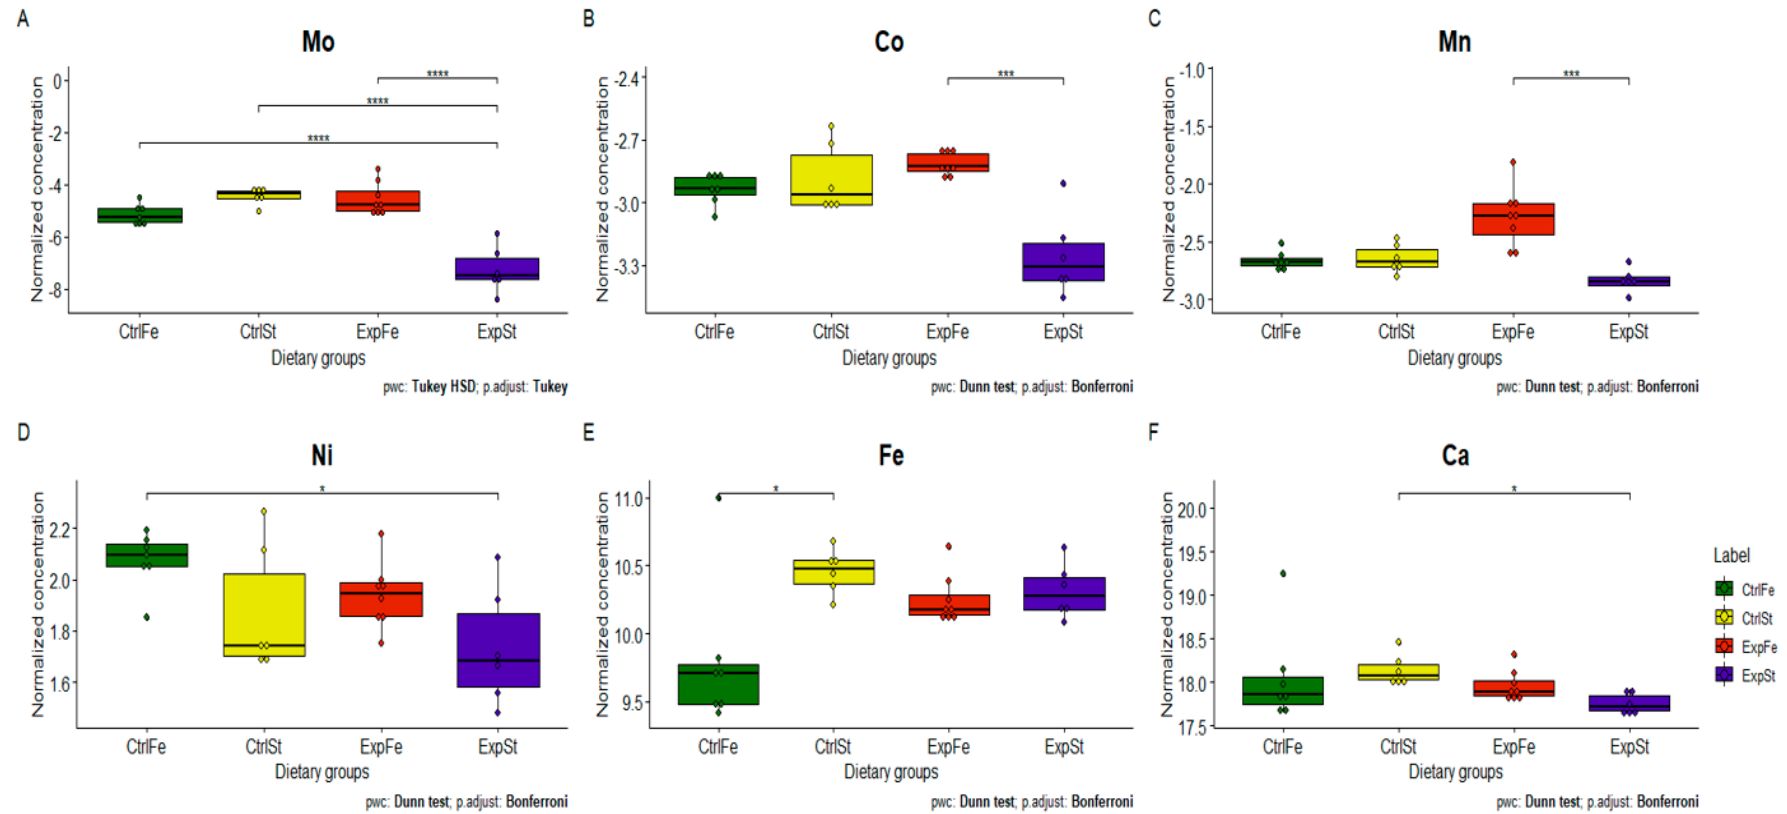 A
Mo
Normalized concentration
0
-2
-4
-6
-8
****
****
****
CtrlFe CtrlSt ExpFe ExpSt
Dietary groups
pwc: Tukey HSD; p.adjust: Tukey
B
Co
Normalized concentration
-2.4
-2.7
-3.0
-3.3
***
CtrlFe CtrlSt ExpFe ExpSt
Dietary groups
pwc: Dunn test; p.adjust: Bonferroni
C
Mn
Normalized concentration
-1.0
-1.5
-2.0
-2.5
-3.0
***
CtrlFe CtrlSt ExpFe ExpSt
Dietary groups
pwc: Dunn test; p.adjust: Bonferroni
D
Ni
Normalized concentration
2.2
2.0
1.8
1.6
*
CtrlFe CtrlSt ExpFe ExpSt
Dietary groups
pwc: Dunn test; p.adjust: Bonferroni
E
Fe
Normalized concentration
11.0
10.5
10.0
9.5
*
CtrlFe CtrlSt ExpFe ExpSt
Dietary groups
pwc: Dunn test; p.adjust: Bonferroni
F
Ca
Normalized concentration
20.0
19.5
19.0
18.5
18.0
17.5
*
CtrlFe CtrlSt ExpFe ExpSt
Dietary groups
pwc: Dunn test; p.adjust: Bonferroni
Label
CtrlFe
CtrlSt
ExpFe
ExpSt